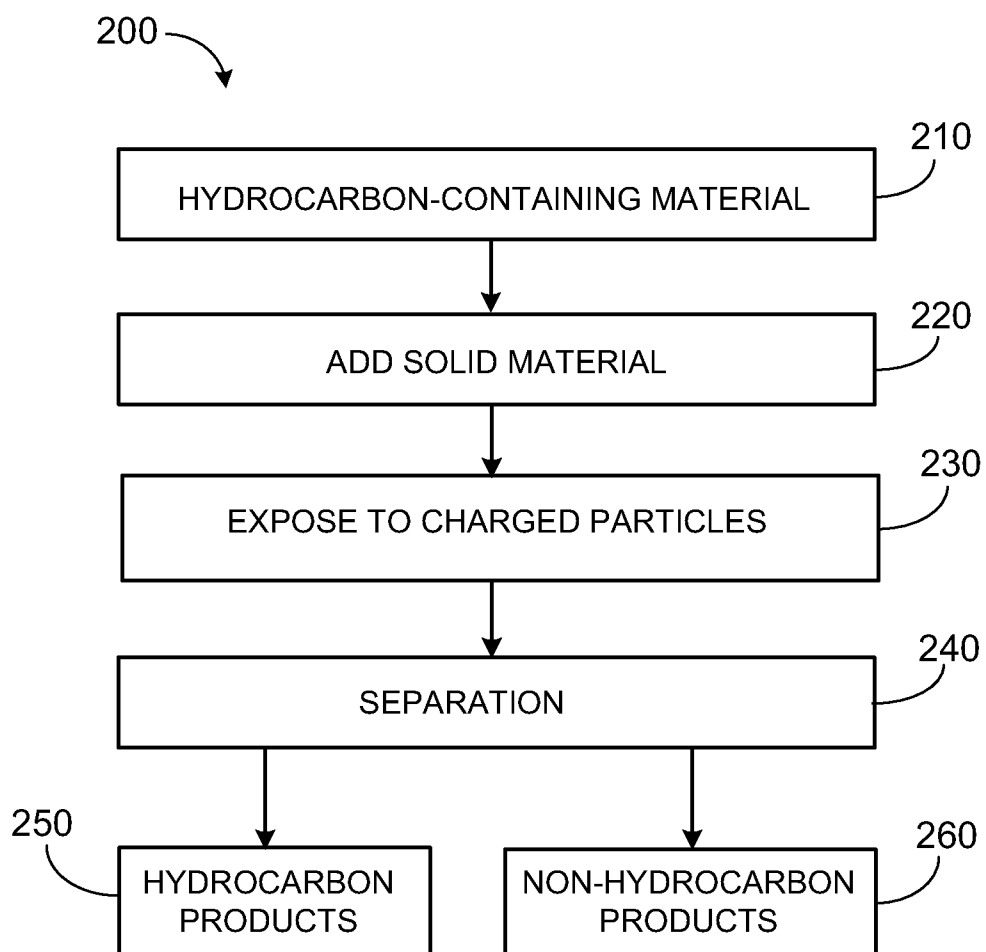 200
210
HYDROCARBON-CONTAINING MATERIAL
220
ADD SOLID MATERIAL
230
EXPOSE TO CHARGED PARTICLES
240
SEPARATION
250
HYDROCARBON
PRODUCTS
260
NON-HYDROCARBON
PRODUCTS